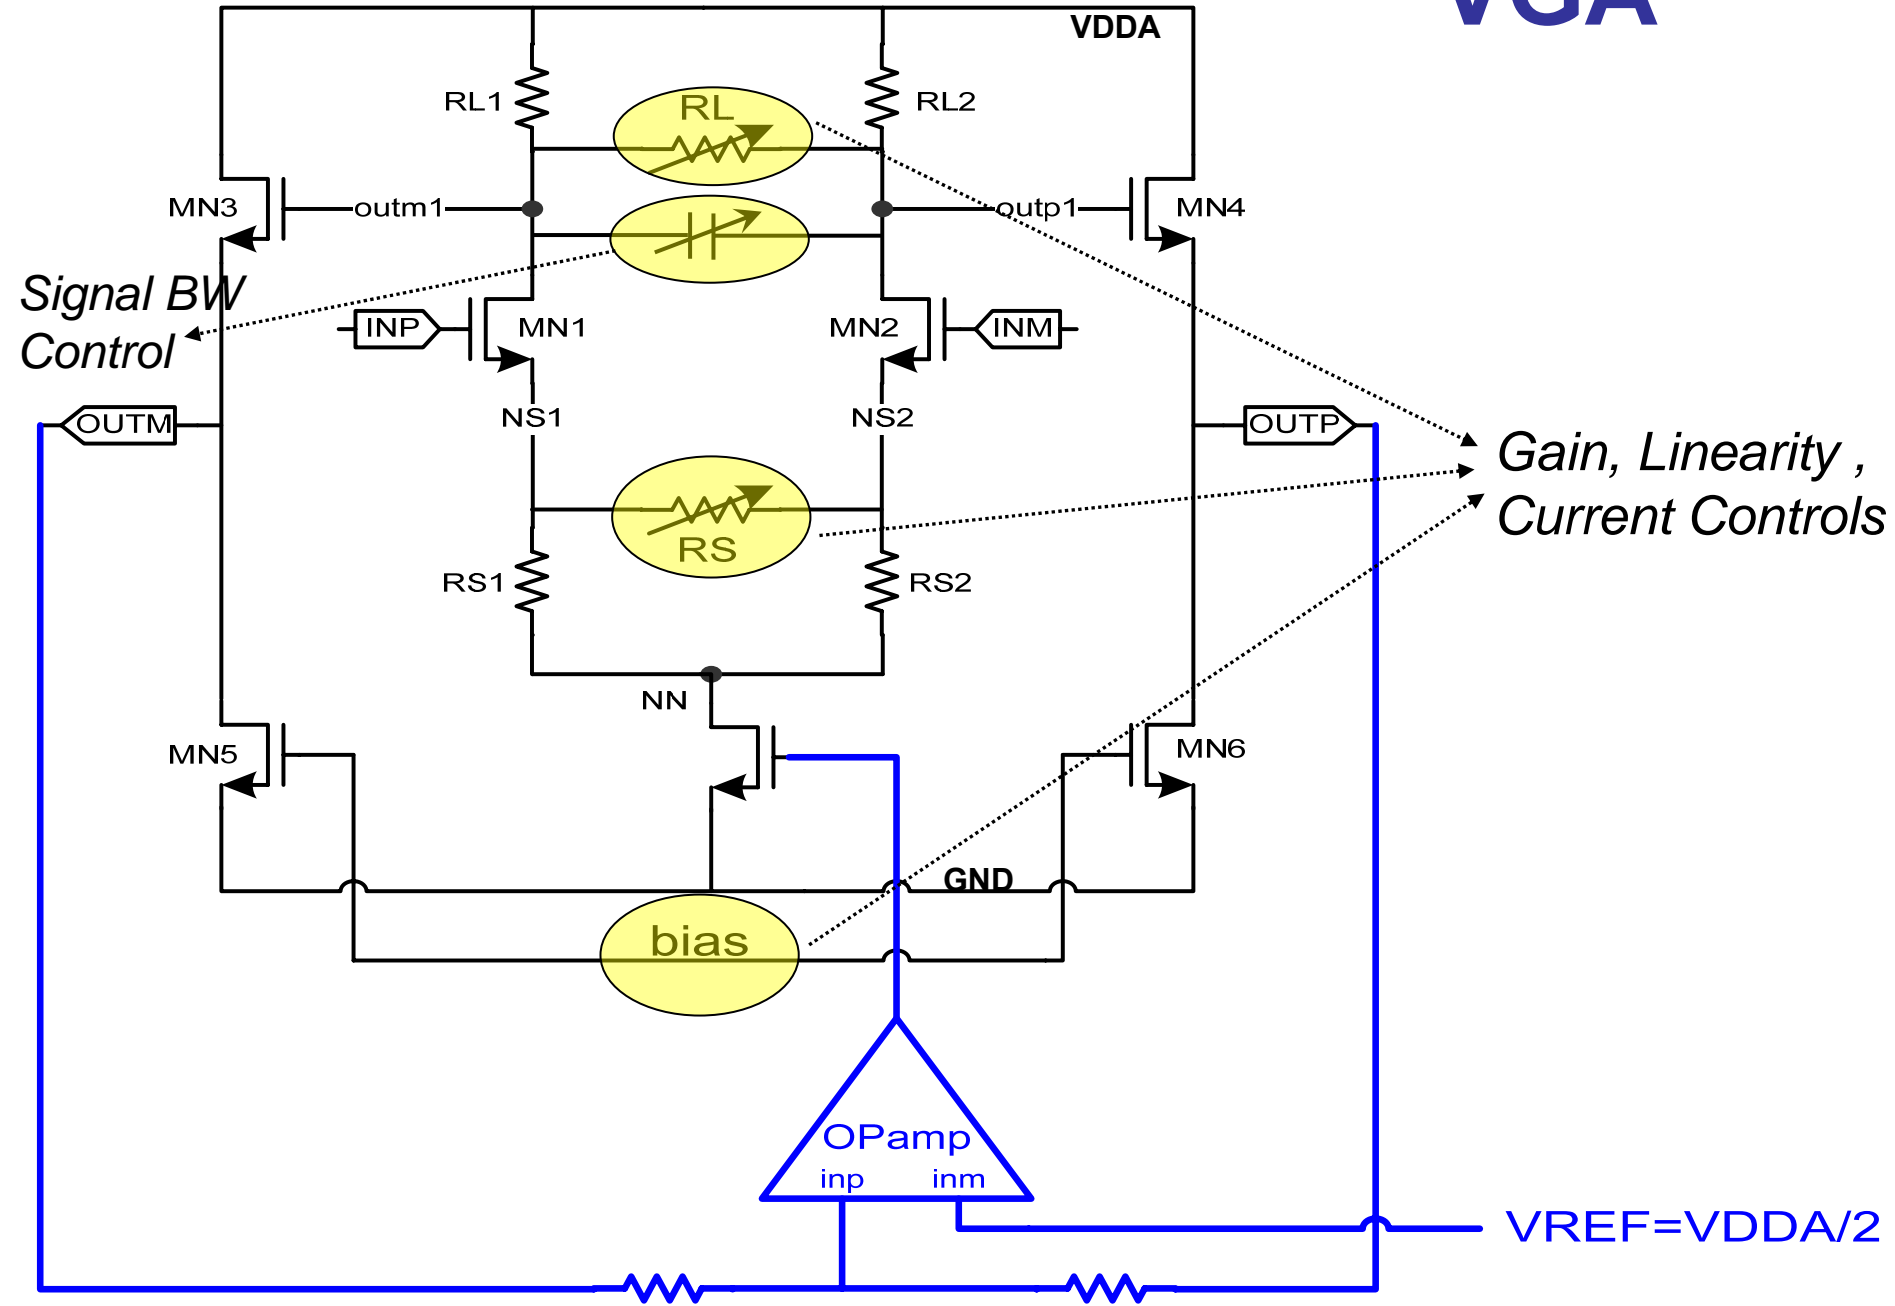 VGA
VDDA
RL1
RL
RL2
MN3
outm1
outp1
MN4
Signal BW
Control
INP
MN1
MN2
INM
OUTM
NS1
NS2
OUTP
Gain, Linearity ,
Current Controls
RS
RS1
RS2
NN
MN5
MN6
GND
bias
OPamp
inp
inm
VREF=VDDA/2